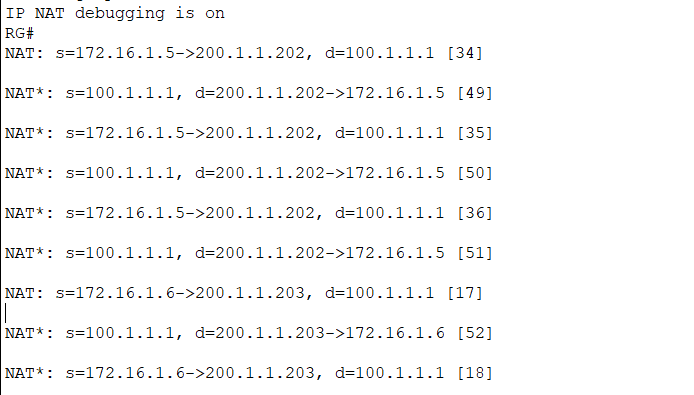 IP NAT debugging is on
RG#
NAT: s=172.16.1.5->200.1.1.202, d=100.1.1.1 [34]
NAT*: s=100.1.1.1, d=200.1.1.202->172.16.1.5 [49]
NAT*: s=172.16.1.5->200.1.1.202, d=100.1.1.1 [35]
NAT*: s=100.1.1.1, d=200.1.1.202->172.16.1.5 [50]
NAT*: s=172.16.1.5->200.1.1.202, d=100.1.1.1 [36]
NAT*: s=100.1.1.1, d=200.1.1.202->172.16.1.5 [51]
NAT: s=172.16.1.6->200.1.1.203, d=100.1.1.1 [17]
NAT*: s=100.1.1.1, d=200.1.1.203->172.16.1.6 [52]
NAT*: s=172.16.1.6->200.1.1.203, d=100.1.1.1 [18]